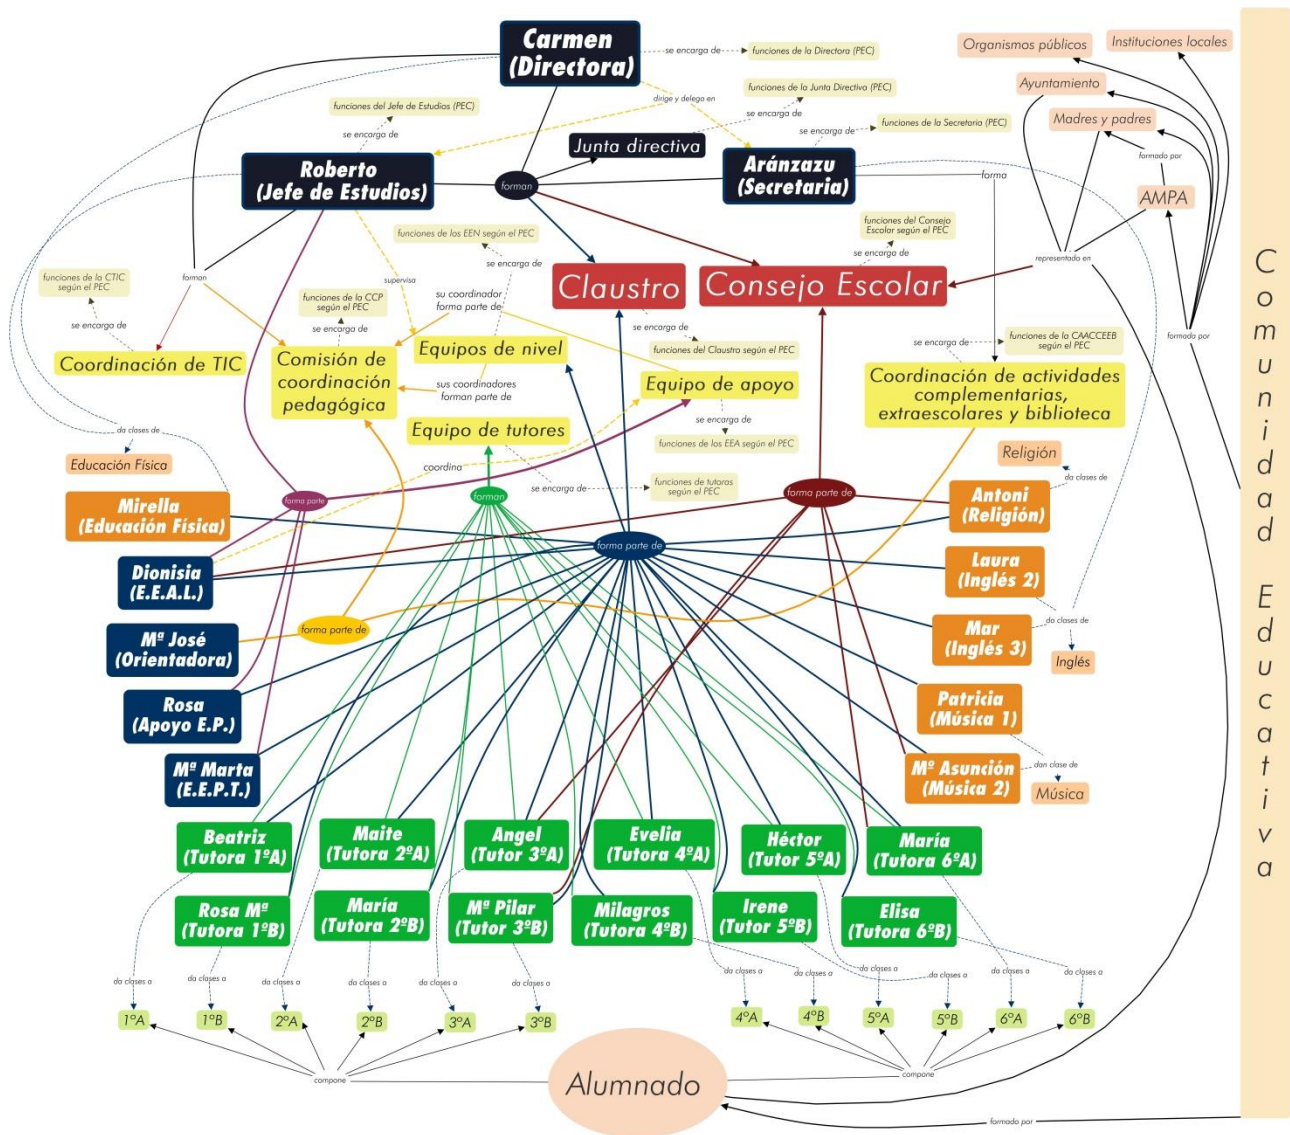 Carmen
(Directora)
se encarga de
funciones de la Directora (PEC)
Organismos públicos
Instituciones locales
funciones de la Junta Directiva (PEC)
Ayuntamiento
funciones del Jefe de Estudios (PEC)
dirige y delega en
se encarga de
funciones de la Secretaria (PEC)
Madres y padres
se encarga de
se encarga de
Junta directiva
formado por
Roberto
(Jefe de Estudios)
forman
Aránzazu
(Secretaria)
forma
AMPA
funciones de los EEN según el PEC
funciones del Consejo
Escolar según el PEC
se encarga de
se encarga de
representado en
funciones de la CTIC
según el PEC
forman
supervisa
Claustro
Consejo Escolar
funciones de la CCP
según el PEC
su coordinador
forma parte de
se encarga de
se encarga de
se encarga de
funciones de la CAACCEEB
según el PEC
se encarga de
formada por
Coordinación de TIC
Comisión de
coordinación
pedagógica
Equipos de nivel
funciones del Claustro según el PEC
sus coordinadores
forman parte de
Equipo de apoyo
Coordinación de actividades
complementarias,
extraescolares y biblioteca
se encarga de
da clases de
Equipo de tutores
funciones de los EEA según el PEC
Educación Física
coordina
Religión
se encarga de
funciones de tutoros
según el PEC
da clases de
Mirella
(Educación Física)
forma parte
forman
forma parte de
Antoni
(Religión)
forma parte de
Dionisia
(E.E.A.L.)
Laura
(Inglés 2)
Mª José
(Orientadora)
forma parte de
Mar
(Inglés 3)
da clases de
Inglés
Rosa
(Apoyo E.P.)
Patricia
(Música 1)
Mª Marta
(E.E.P.T.)
Mº Asunción
(Música 2)
dan clase de
Música
Beatriz
(Tutora 1ºA)
Maite
(Tutora 2ºA)
Angel
(Tutor 3ºA)
Evelia
(Tutora 4ºA)
Héctor
(Tutor 5ºA)
María
(Tutora 6ºA)
Rosa Mª
(Tutora 1ºB)
María
(Tutora 2ºB)
Mª Pilar
(Tutor 3ºB)
Milagros
(Tutora 4ºB)
Irene
(Tutor 5ºB)
Elisa
(Tutora 6ºB)
da clases a
da clases a
da clases a
da clases a
da clases a
da clases a
da clases a
da clases a
da clases a
da clases a
da clases a
da clases a
1ºA
1ºB
2ºA
2ºB
3ºA
3ºB
4ºA
4ºB
5ºA
5ºB
6ºA
6ºB
compone
Alumnado
compone
formado por
Comunidad Educativa